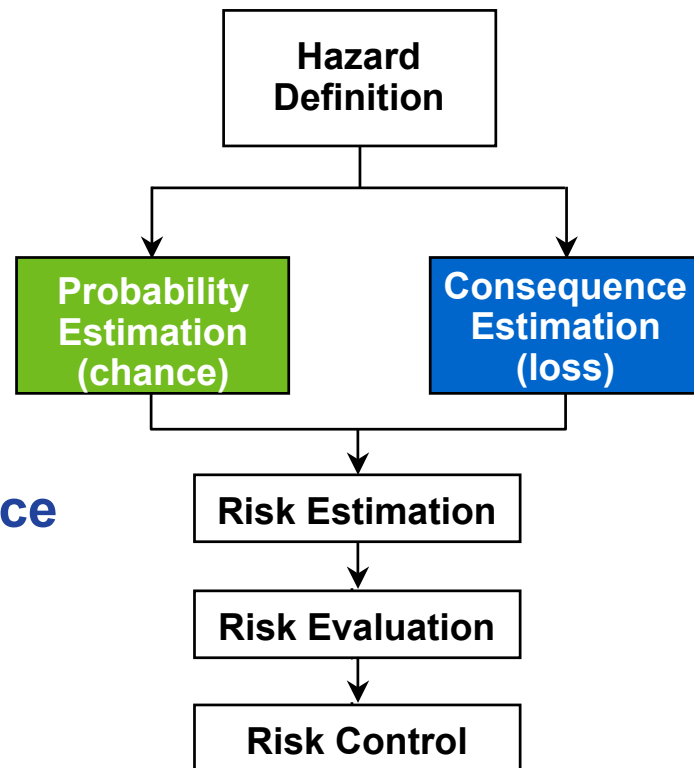 Hazard
Definition
Probability
Estimation
(chance)
Consequence
Estimation
(loss)
ce
Risk Estimation
Risk Evaluation
Risk Control